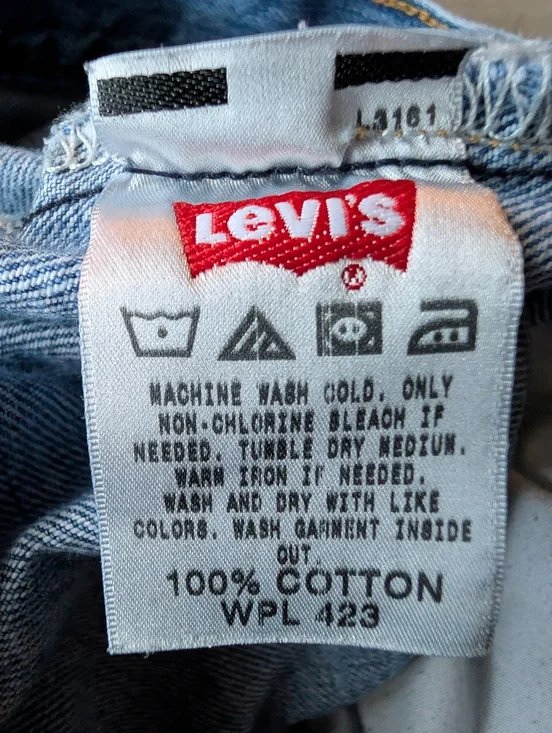 L3161
LEVI'S
MACHINE WASH COLD. ONLY
NON-CHLORINE BLEACH IF
NEEDED. TUMBLE DRY MEDIUM.
WARM IRON IF NEEDED.
WASH AND DRY WITH LIKE
COLORS. WASH GARMENT INSIDE
OUT.
100% COTTON
WPL 423